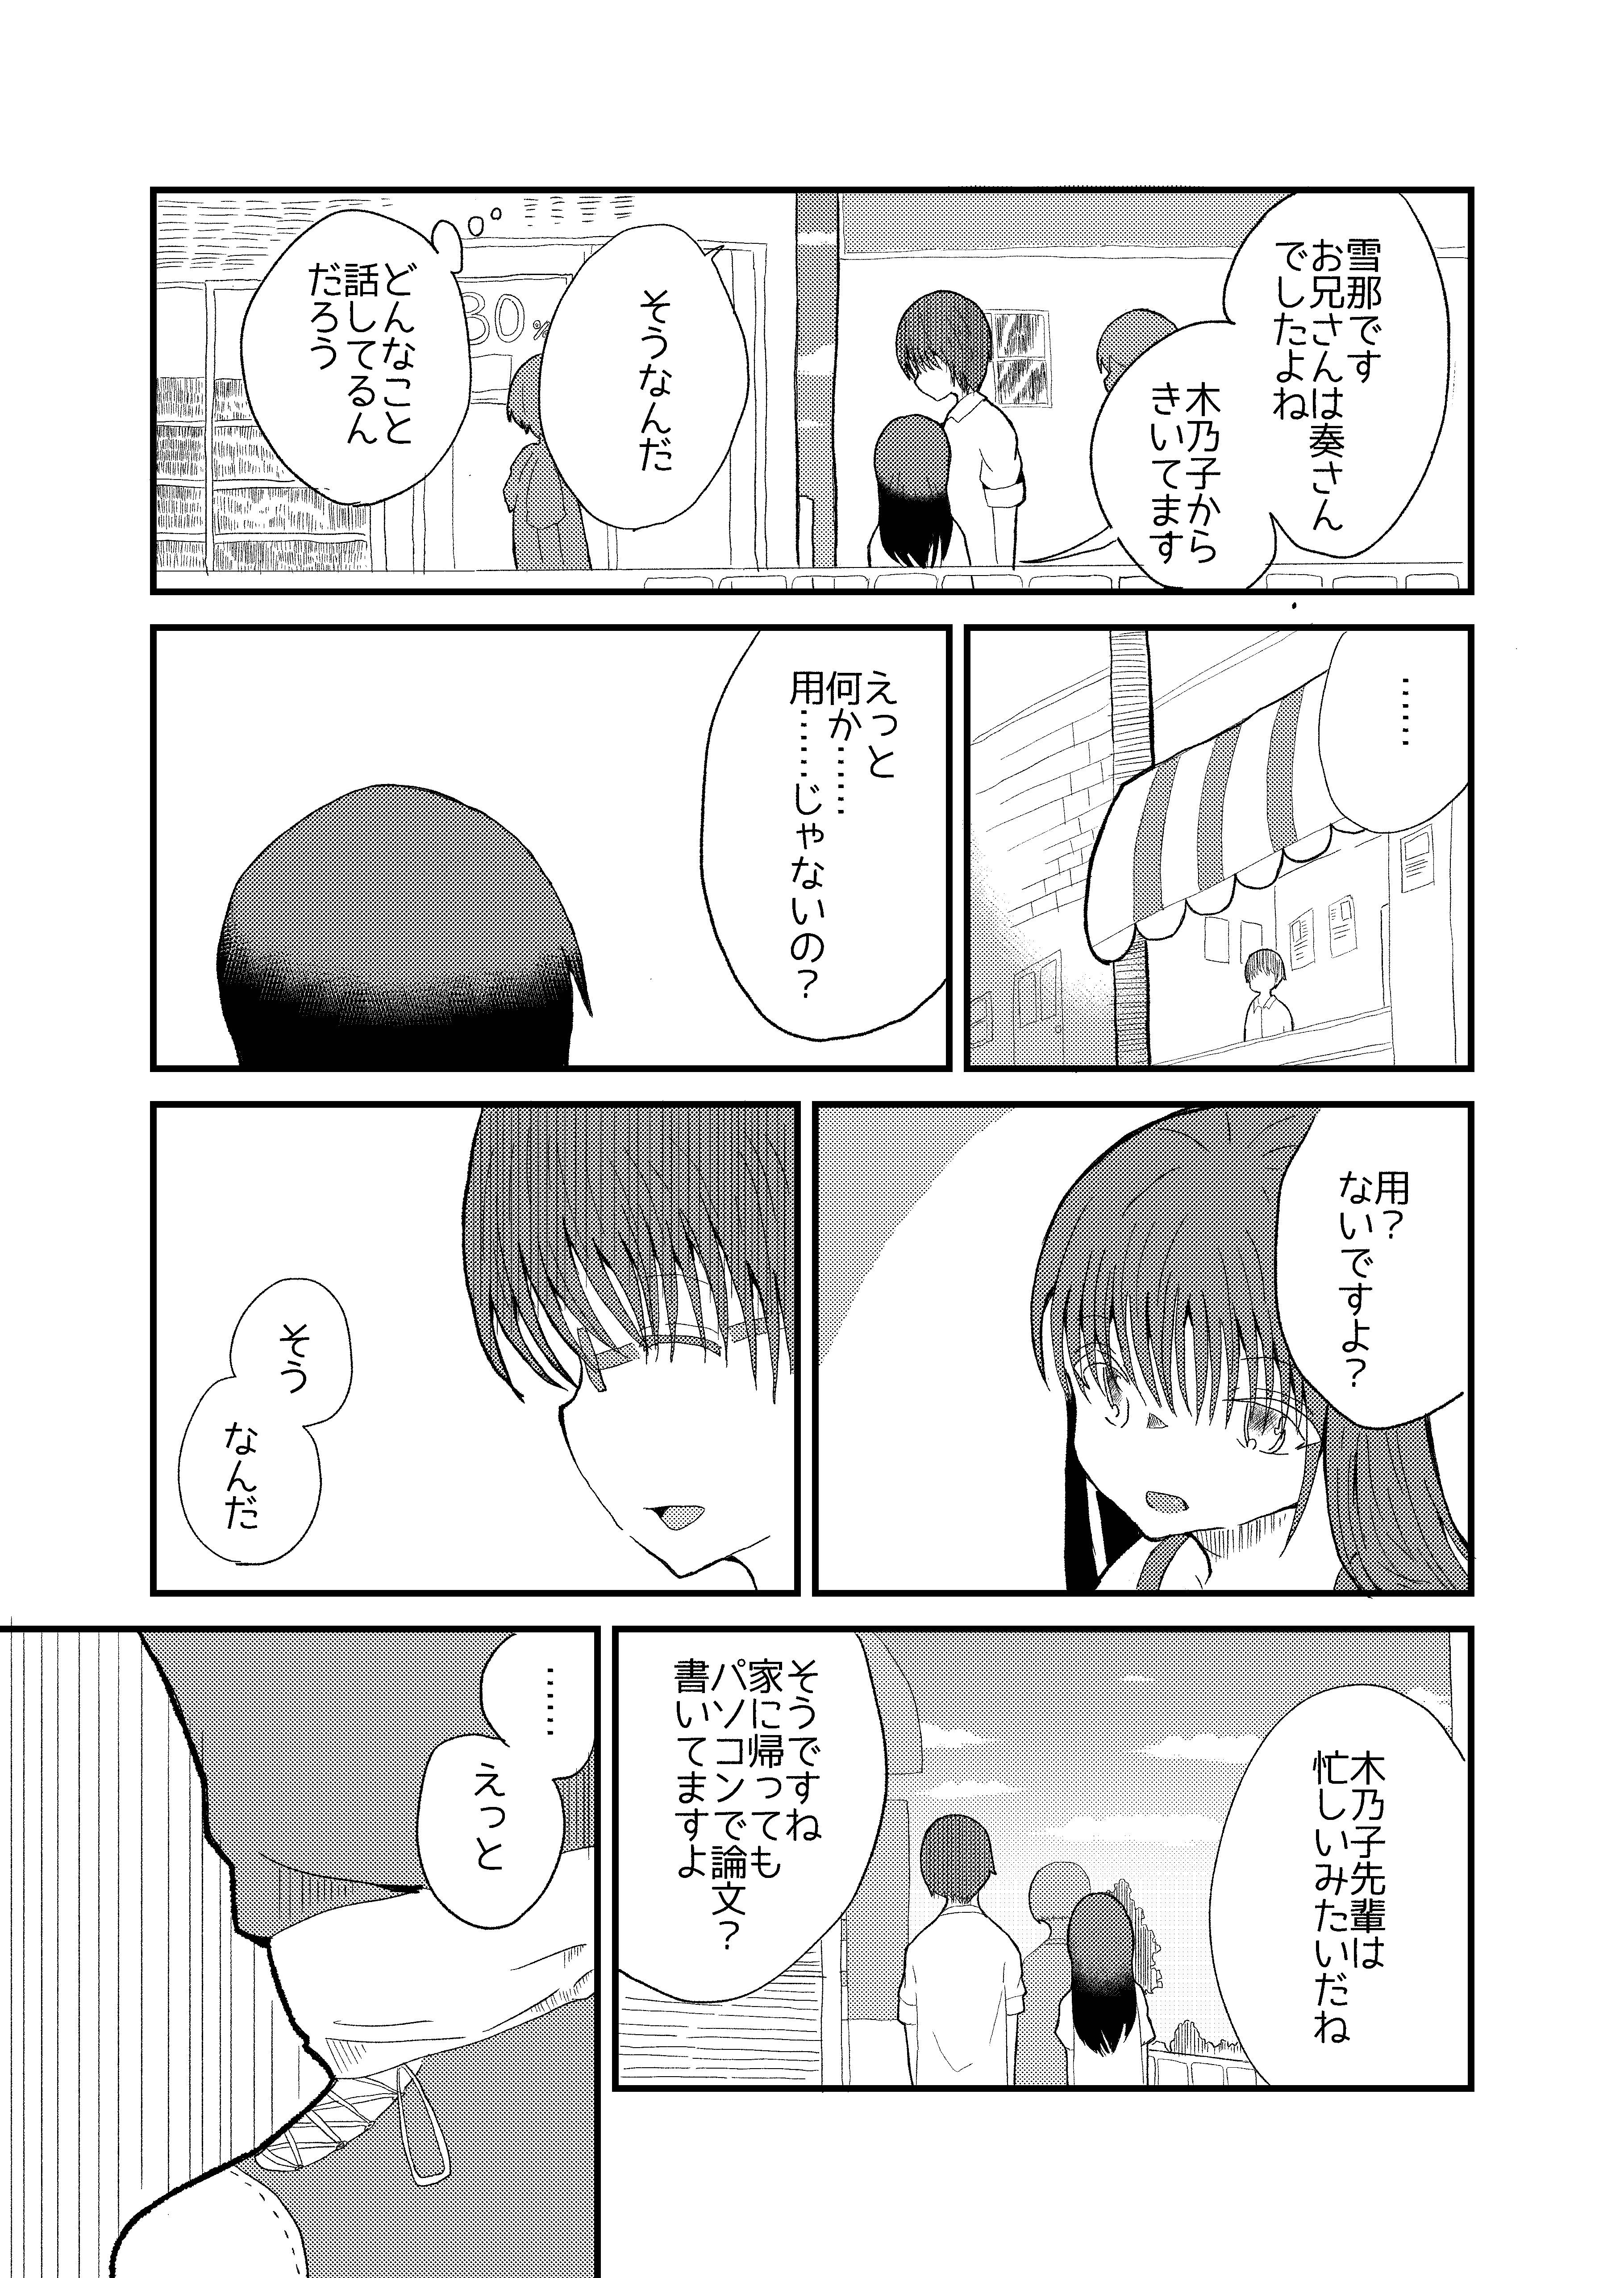 雪那です
お兄さんは奏さん
でしたよね
木乃子から
きいてます
そうなんだ
どんなこと
話してるん
だろう
30%
……
えっと
何か……
用……じゃないの？
用？
ないですよ？
そう
なんだ
木乃子先輩は
忙しいみたいだね
そうですね
家に帰っても
パソコンで論文？
書いてますよ
……
えっと